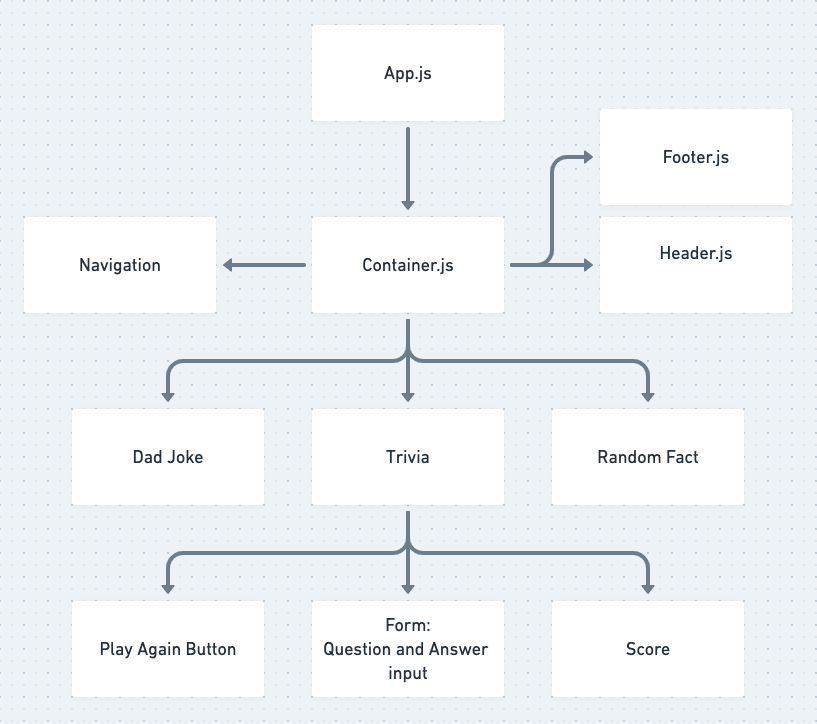 App.js
Footer.js
Navigation
Container.js
Header.js
Dad Joke
Trivia
Random Fact
Play Again Button
Form:
Question and Answer
input
Score